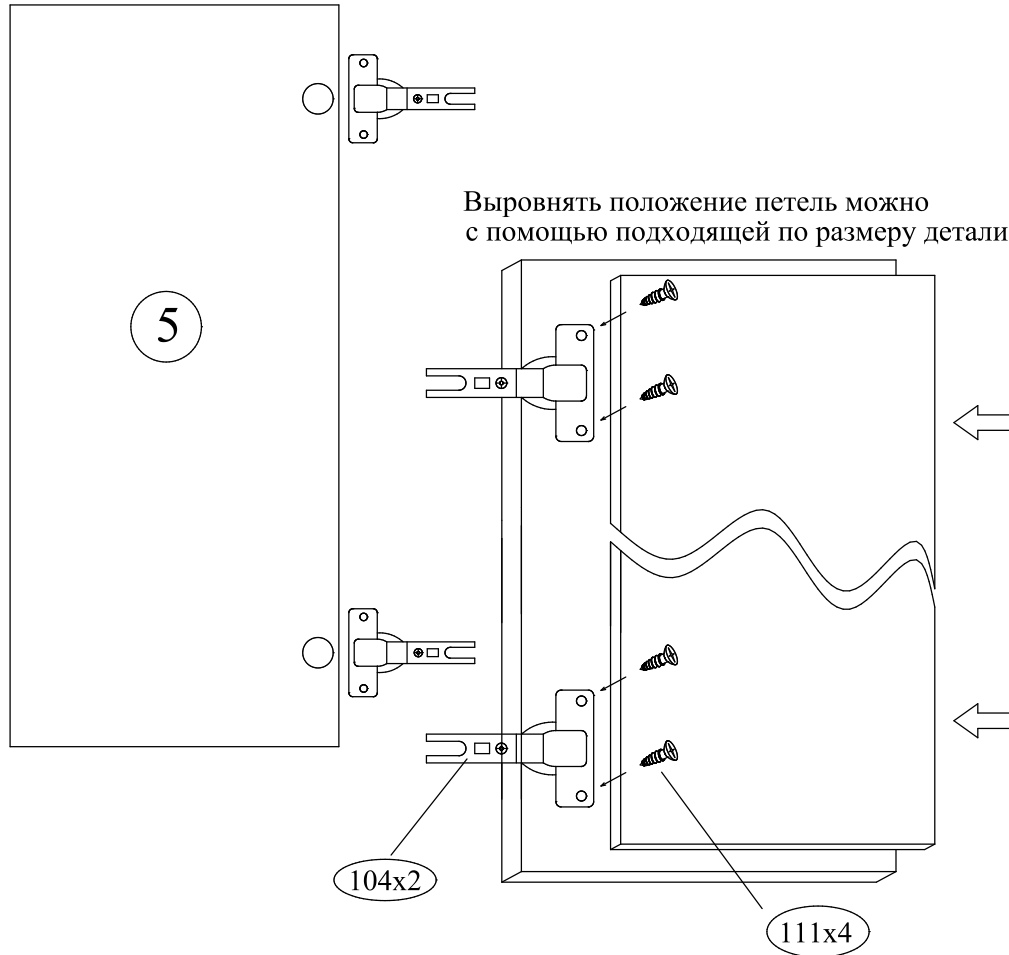 Выровнять положение петель можно
с помощью подходящей по размеру детали
5
104x2
111x4